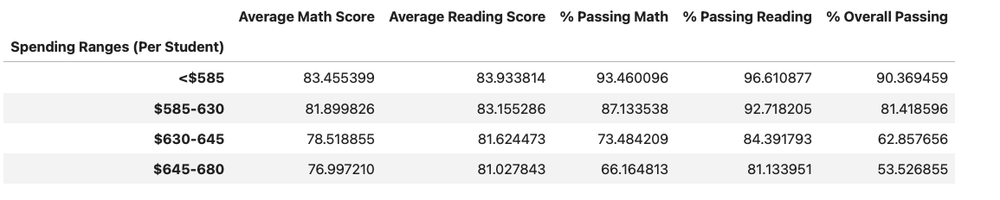 Average Math Score Average Reading Score % Passing Math % Passing Reading % Overall Passing
Spending Ranges (Per Student)
<$585 83.455399 83.933814 93.460096 96.610877 90.369459
$585-630 81.899826 83.155286 87.133538 92.718205 81.418596
$630-645 78.518855 81.624473 73.484209 84.391793 62.857656
$645-680 76.997210 81.027843 66.164813 81.133951 53.526855